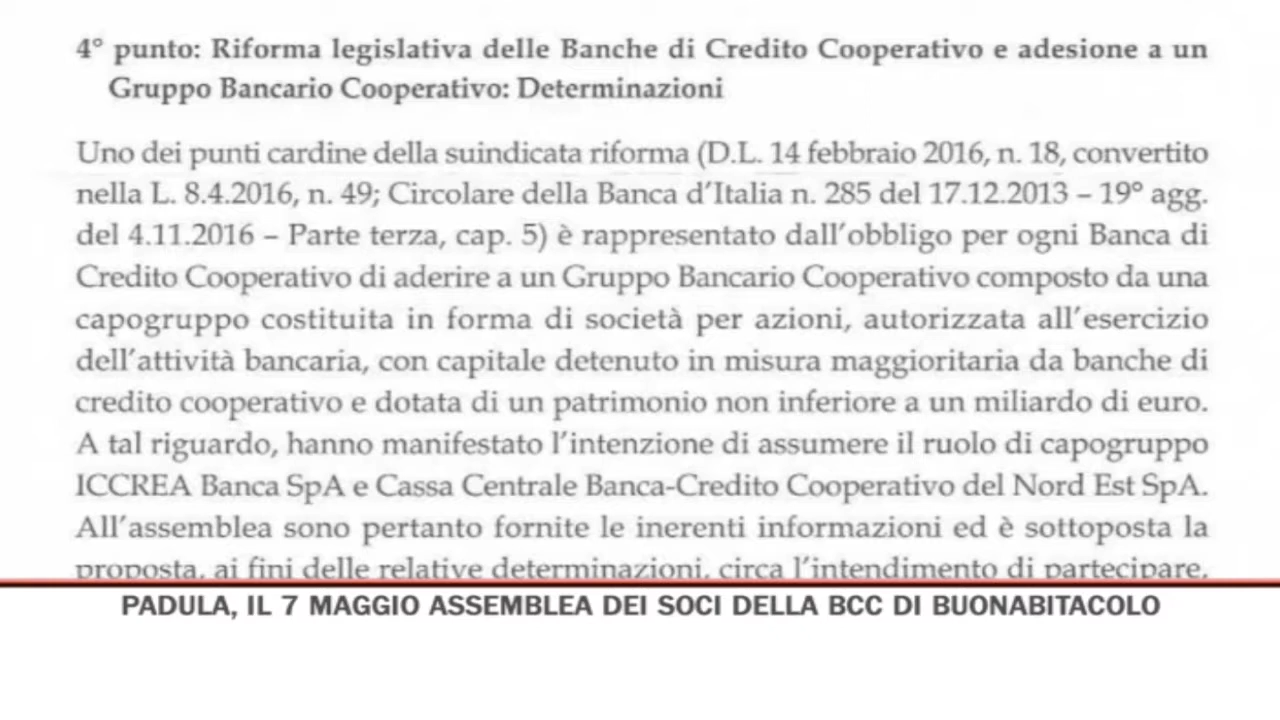 4° punto: Riforma legislativa delle Banche di Credito Cooperativo e adesione a un
Gruppo Bancario Cooperativo: Determinazioni
Uno dei punti cardine della suindicata riforma (D.L. 14 febbraio 2016, n. 18, convertito
nella L. 8.4.2016, n. 49; Circolare della Banca d'Italia n. 285 del 17.12.2013 – 19° agg.
del 4.11.2016 – Parte terza, cap. 5) è rappresentato dall'obbligo per ogni Banca di
Credito Cooperativo di aderire a un Gruppo Bancario Cooperativo composto da una
capogruppo costituita in forma di società per azioni, autorizzata all'esercizio
dell'attività bancaria, con capitale detenuto in misura maggioritaria da banche di
credito cooperativo e dotata di un patrimonio non inferiore a un miliardo di euro.
A tal riguardo, hanno manifestato l'intenzione di assumere il ruolo di capogruppo
ICCREA Banca SpA e Cassa Centrale Banca-Credito Cooperativo del Nord Est SpA.
All'assemblea sono pertanto fornite le inerenti informazioni ed è sottoposta la
proposta, ai fini delle relative determinazioni, circa l'intendimento di partecipare,
PADULA, IL 7 MAGGIO ASSEMBLEA DEI SOCI DELLA BCC DI BUONABITACOLO